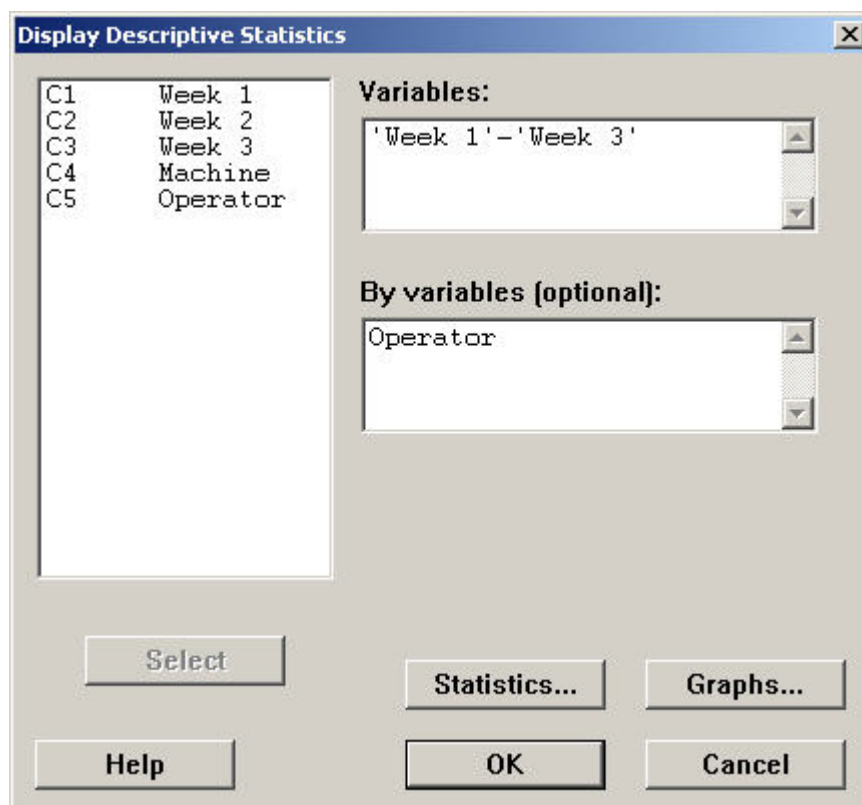 Display Descriptive Statistics
C1 Week 1
C2 Week 2
C3 Week 3
C4 Machine
C5 Operator
Variables:
'Week 1'-'Week 3'
By variables (optional):
Operator
Select
Statistics...
Graphs...
Help
OK
Cancel